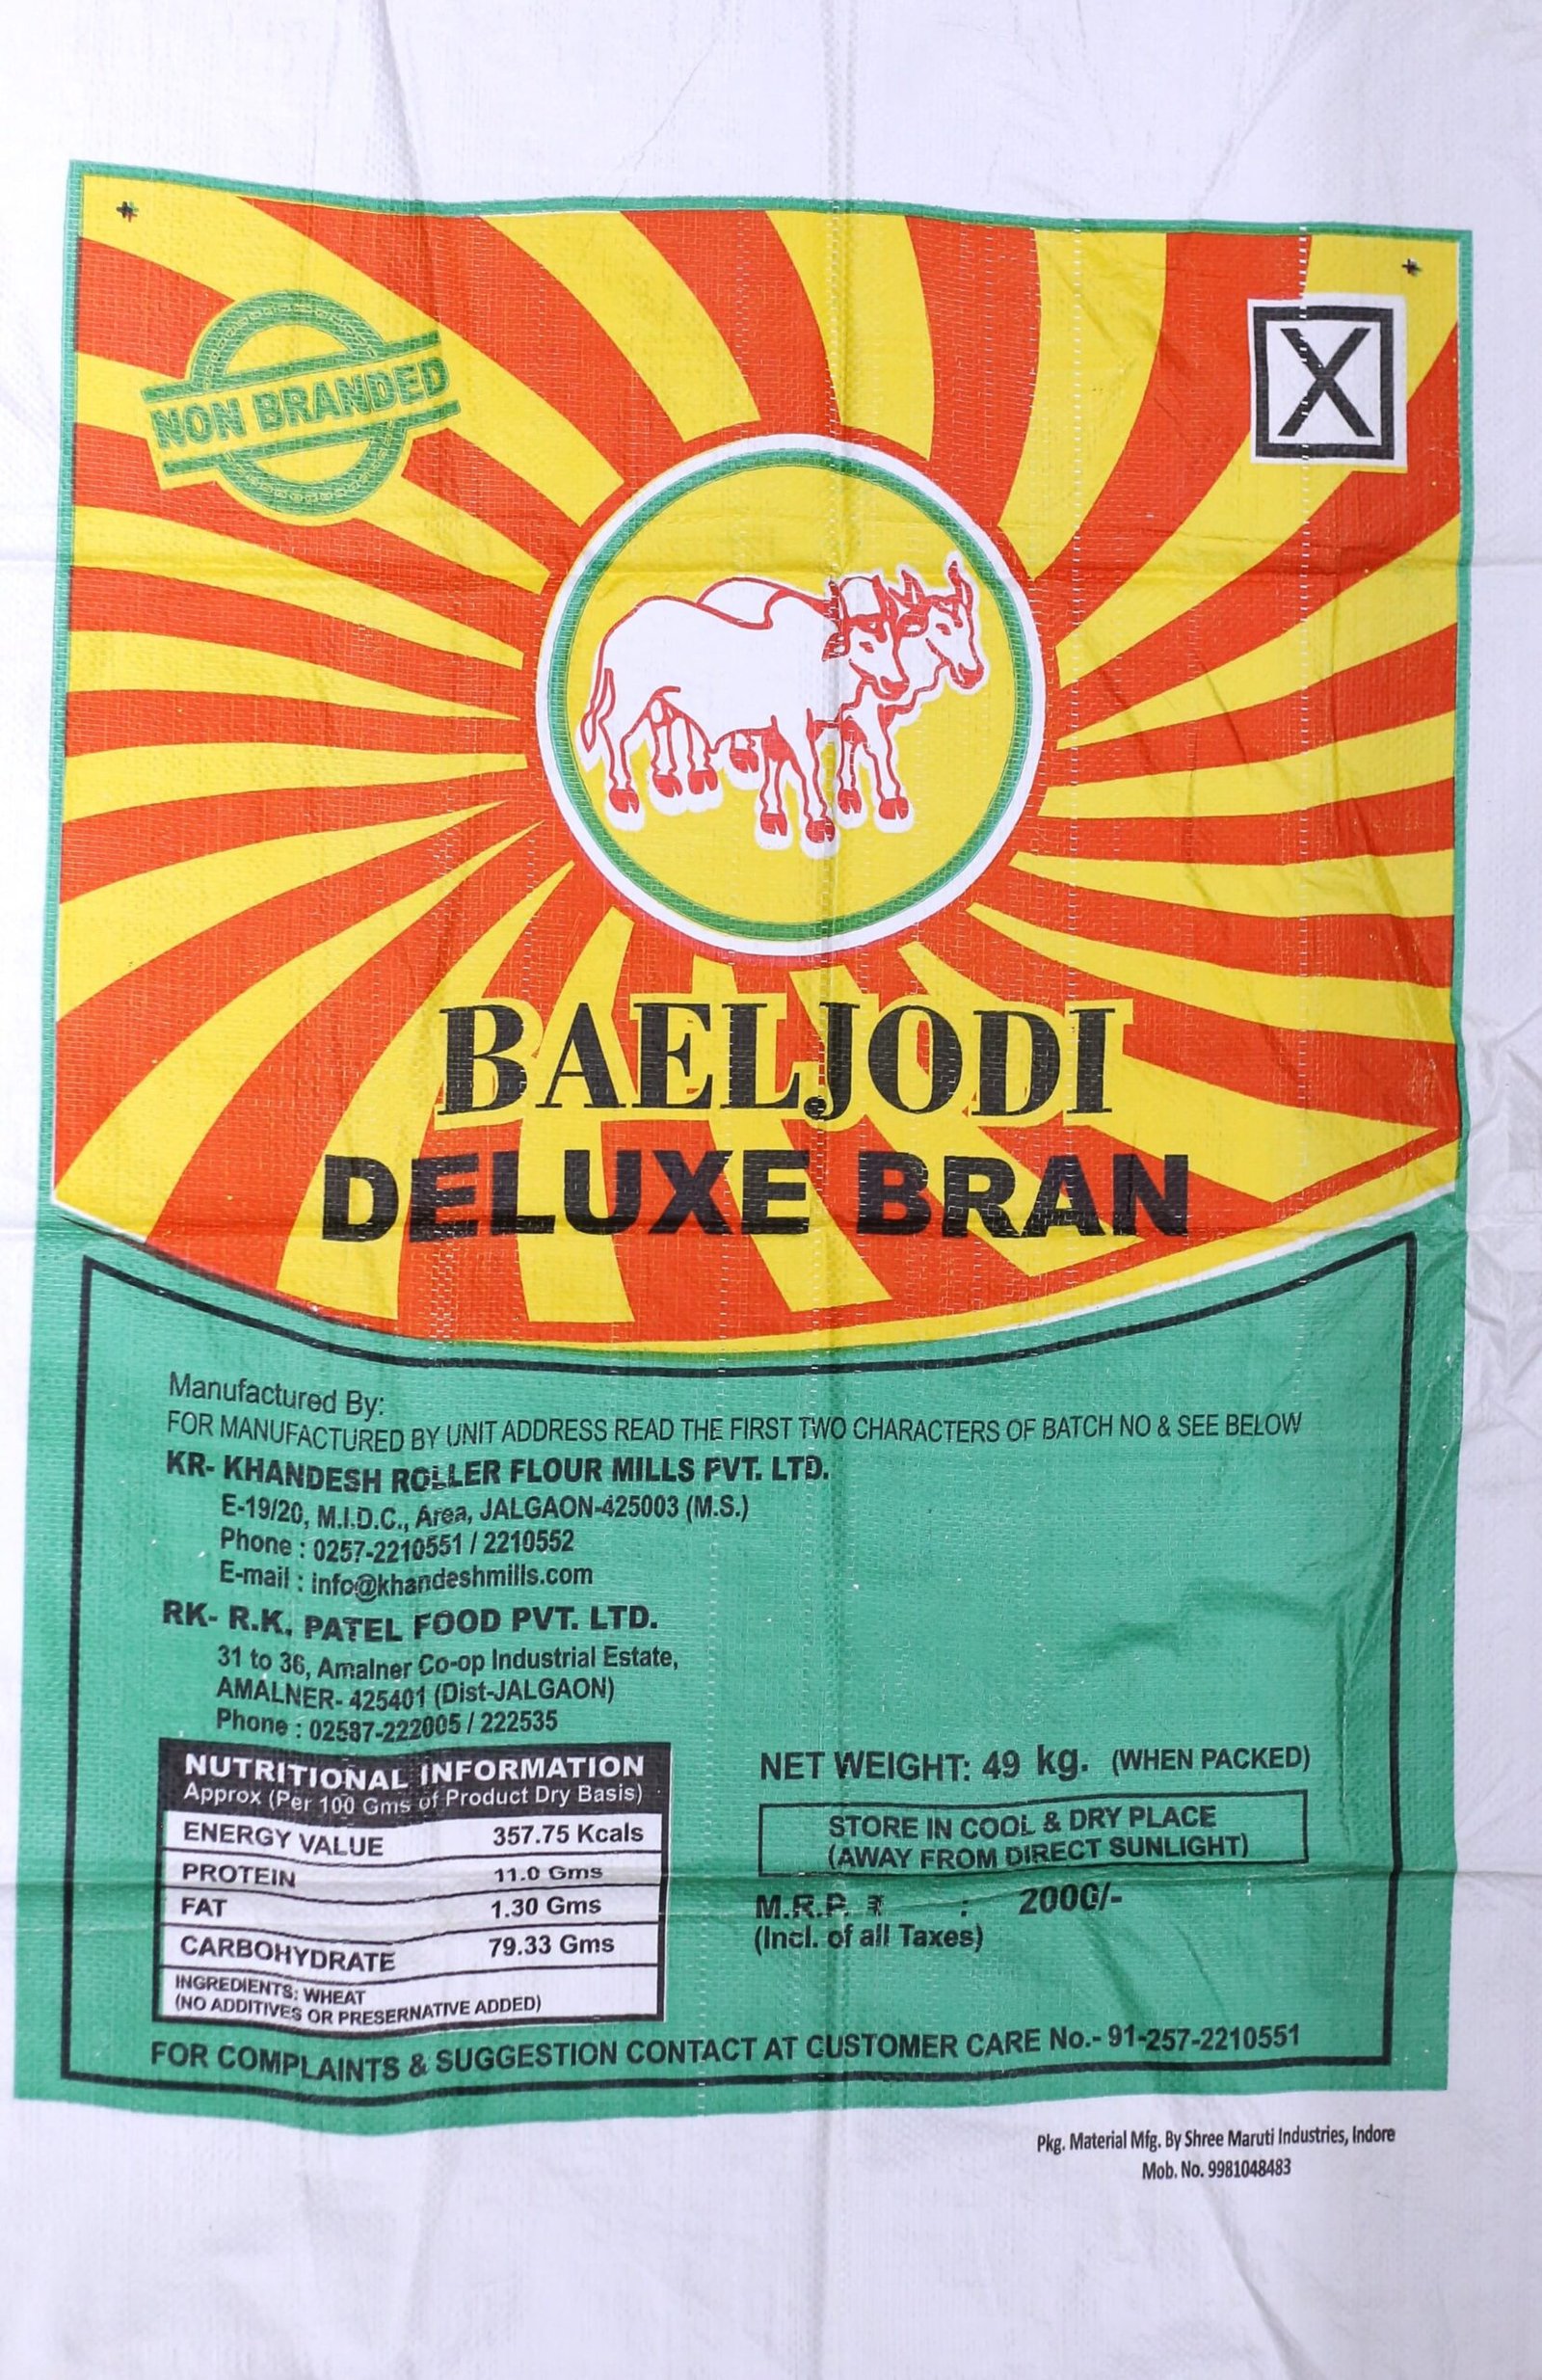 NON BRANDED
X
BAELJODI
DELUXE BRAN
Manufactured By:
FOR MANUFACTURED BY UNIT ADDRESS READ THE FIRST TWO CHARACTERS OF BATCH NO & SEE BELOW
KR- KHANDESH ROLLER FLOUR MILLS PVT. LTD.
E-19/20, M.I.D.C., Area, JALGAON-425003 (M.S.)
Phone : 0257-2210551 / 2210552
E-mail : info@khandeshmills.com
RK- R.K. PATEL FOOD PVT. LTD.
31 to 36, Amalner Co-op Industrial Estate,
AMALNER- 425401 (Dist-JALGAON)
Phone : 02587-222005 / 222535
NUTRITIONAL INFORMATION
Approx (Per 100 Gms of Product Dry Basis)
ENERGY VALUE 357.75 Kcals
PROTEIN 11.0 Gms
FAT 1.30 Gms
CARBOHYDRATE 79.33 Gms
INGREDIENTS: WHEAT
(NO ADDITIVES OR PRESERNATIVE ADDED)
NET WEIGHT: 49 kg. (WHEN PACKED)
STORE IN COOL & DRY PLACE
(AWAY FROM DIRECT SUNLIGHT)
M.R.P. ₹ : 2000/-
(Incl. of all Taxes)
FOR COMPLAINTS & SUGGESTION CONTACT AT CUSTOMER CARE No.- 91-257-2210551
Pkg. Material Mfg. By Shree Maruti Industries, Indore
Mob. No. 9981048483